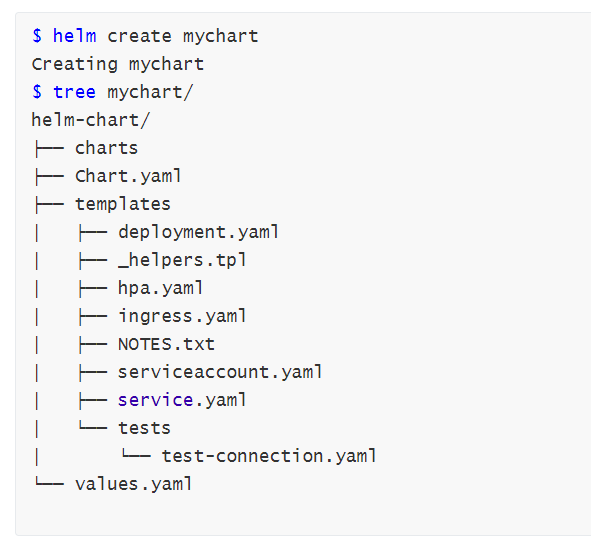 $ helm create mychart
Creating mychart
$ tree mychart/
helm-chart/
├── charts
├── Chart.yaml
├── templates
│   ├── deployment.yaml
│   ├── _helpers.tpl
│   ├── hpa.yaml
│   ├── ingress.yaml
│   ├── NOTES.txt
│   ├── serviceaccount.yaml
│   ├── service.yaml
│   └── tests
│       └── test-connection.yaml
└── values.yaml